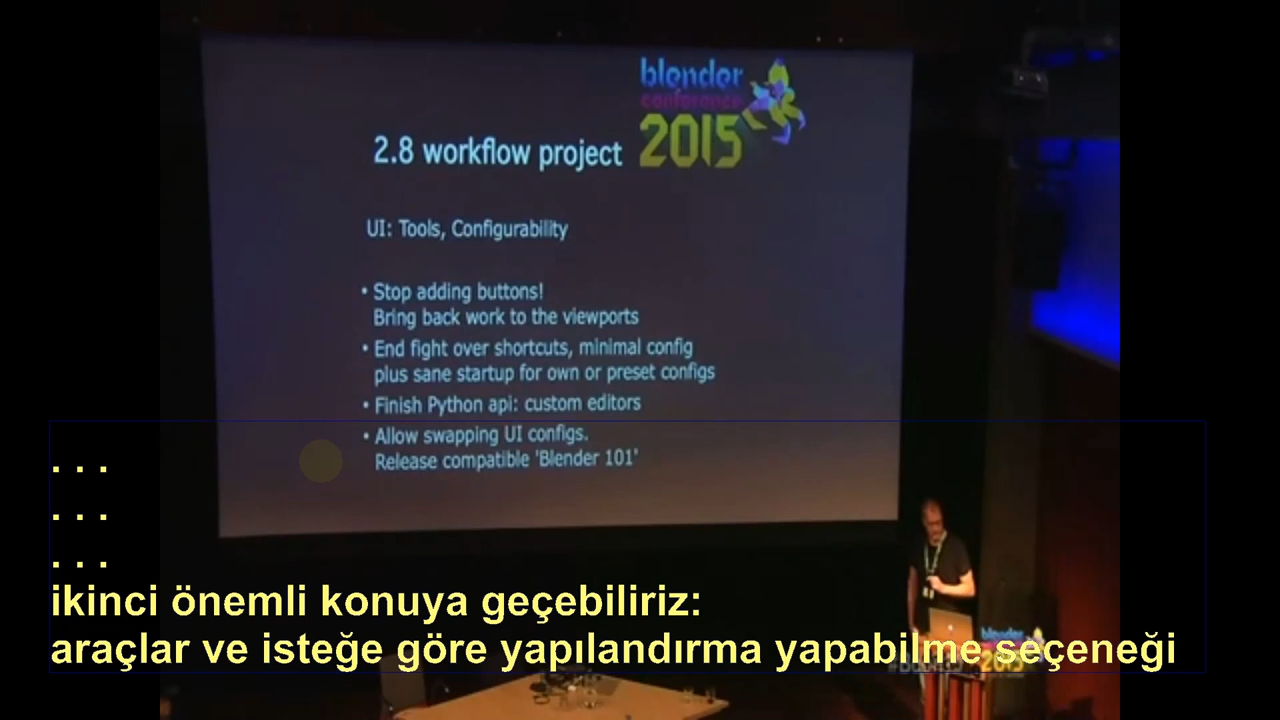 blender
conference
2015
2.8 workflow project
UI: Tools, Configurability
• Stop adding buttons!
Bring back work to the viewports
• End fight over shortcuts, minimal config
plus sane startup for own or preset configs
• Finish Python api: custom editors
• Allow swapping UI configs.
Release compatible 'Blender 101'
. . .
. . .
. . .
ikinci önemli konuya geçebiliriz:
araçlar ve isteğe göre yapılandırma yapabilme seçeneği
blender
2015